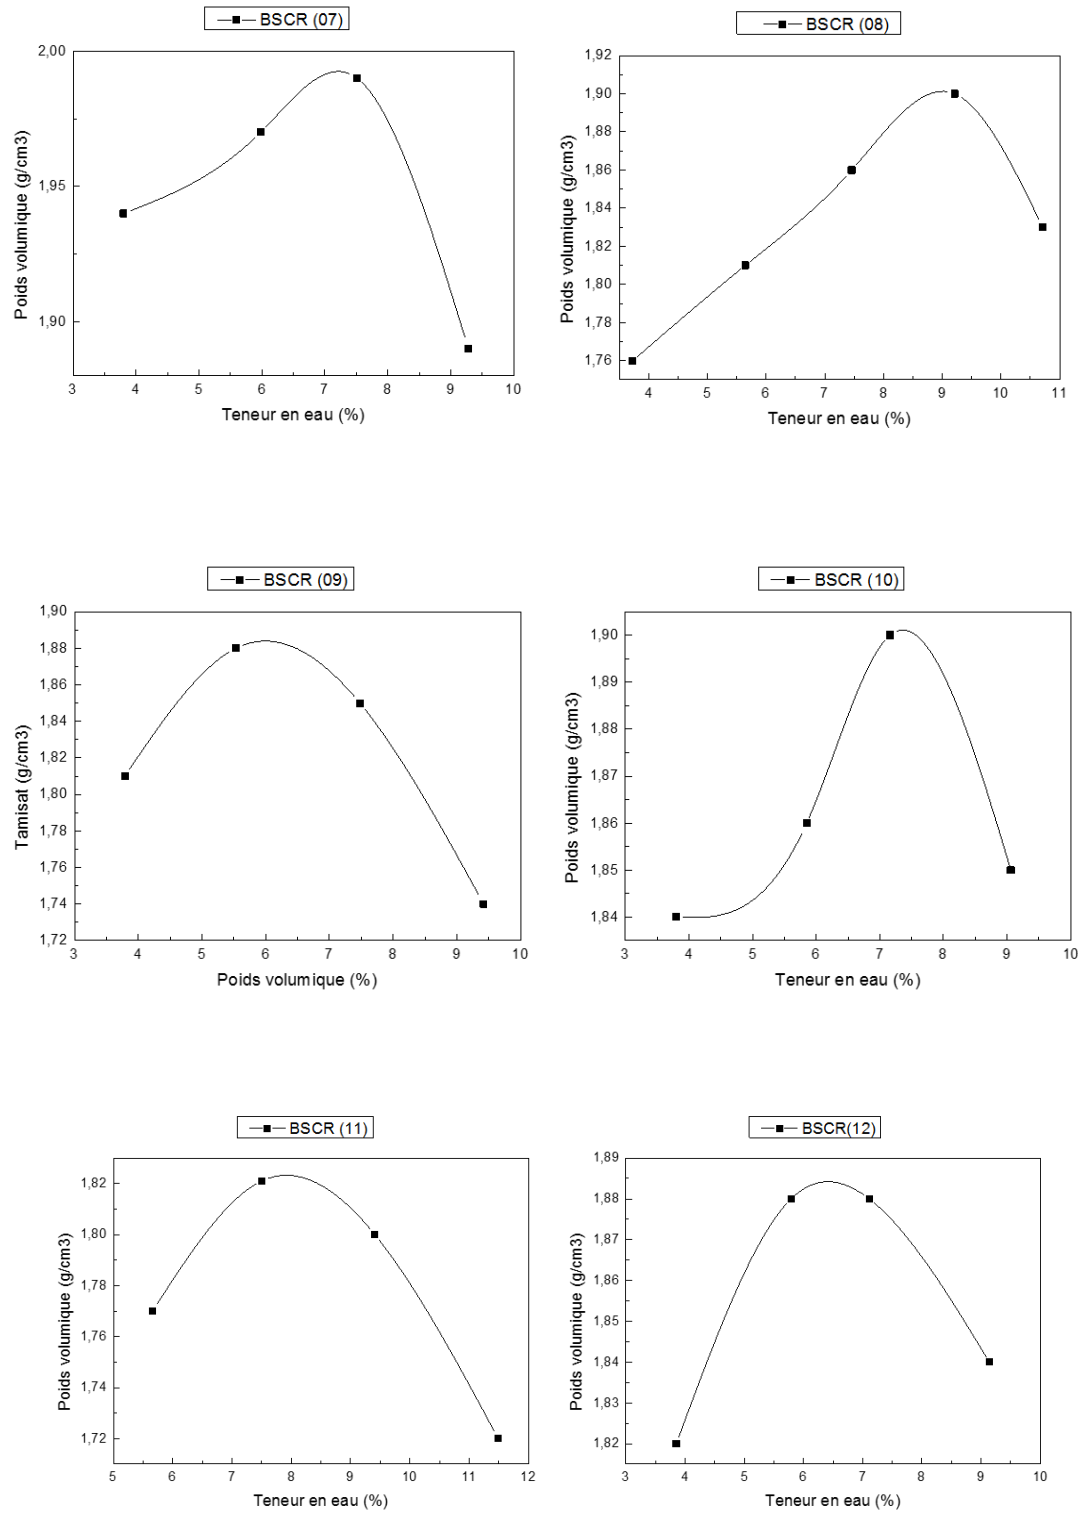 BSCR (07)
2,00
1,95
1,90
Poids volumique (g/cm3)
3 4 5 6 7 8 9 10
Teneur en eau (%)
BSCR (08)
1,92
1,90
1,88
1,86
1,84
1,82
1,80
1,78
1,76
Poids volumique (g/cm3)
4 5 6 7 8 9 10 11
Teneur en eau (%)
BSCR (09)
1,90
1,88
1,86
1,84
1,82
1,80
1,78
1,76
1,74
1,72
Tamisat (g/cm3)
3 4 5 6 7 8 9 10
Poids volumique (%)
BSCR (10)
1,90
1,89
1,88
1,87
1,86
1,85
1,84
Poids volumique (g/cm3)
3 4 5 6 7 8 9 10
Teneur en eau (%)
BSCR (11)
1,82
1,80
1,78
1,76
1,74
1,72
Poids volumique (g/cm3)
5 6 7 8 9 10 11 12
Teneur en eau (%)
BSCR(12)
1,89
1,88
1,87
1,86
1,85
1,84
1,83
1,82
Poids volumique (g/cm3)
3 4 5 6 7 8 9 10
Teneur en eau (%)